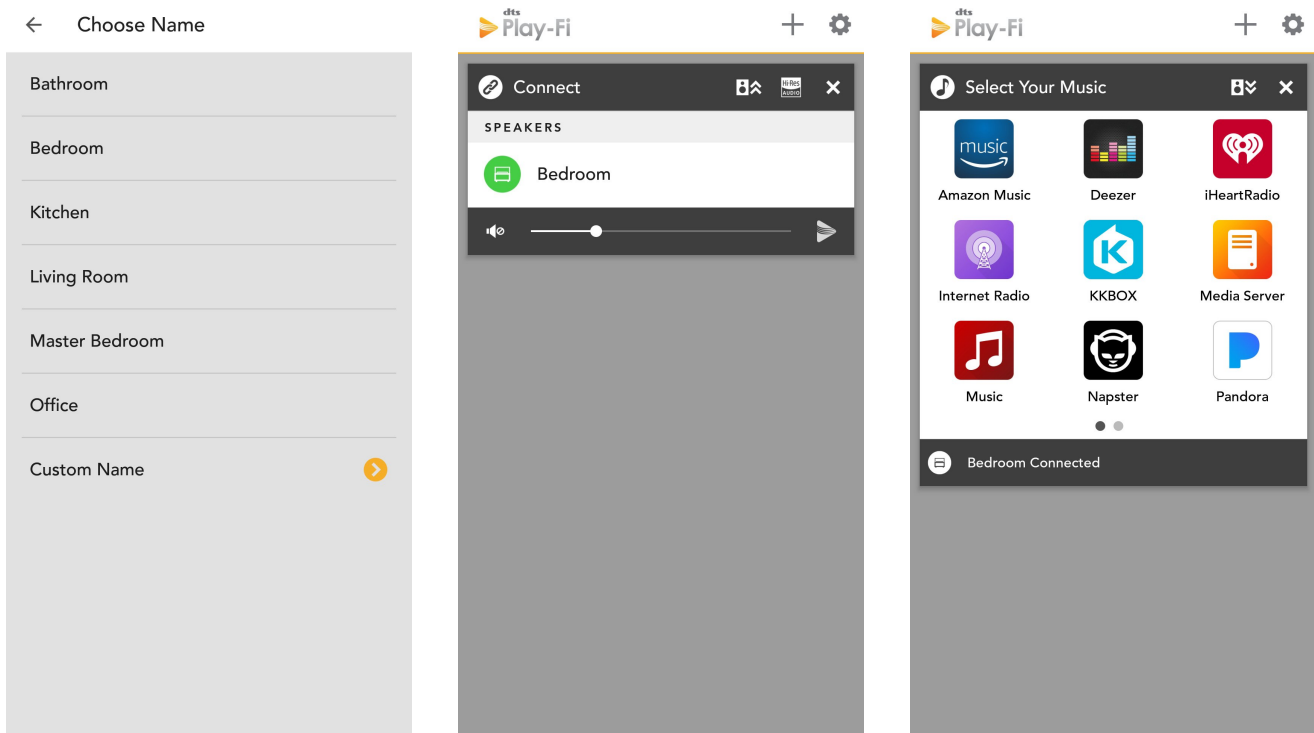 Choose Name
Bathroom
Bedroom
Kitchen
Living Room
Master Bedroom
Office
Custom Name
dts
Play-Fi
Connect
Hi-Res
AUDIO
SPEAKERS
Bedroom
dts
Play-Fi
Select Your Music
music
Amazon Music
Deezer
iHeartRadio
Internet Radio
KKBOX
Media Server
Music
Napster
Pandora
Bedroom Connected